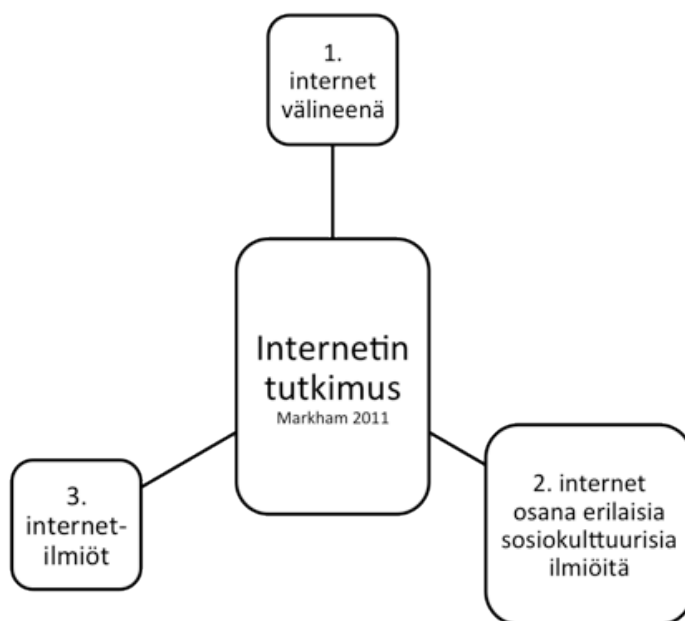 1.
internet
välineenä
Internetin
tutkimus
Markham 2011
2. internet
osana erilaisia
sosiokulttuurisia
ilmiöitä
3.
internet-
ilmiöt